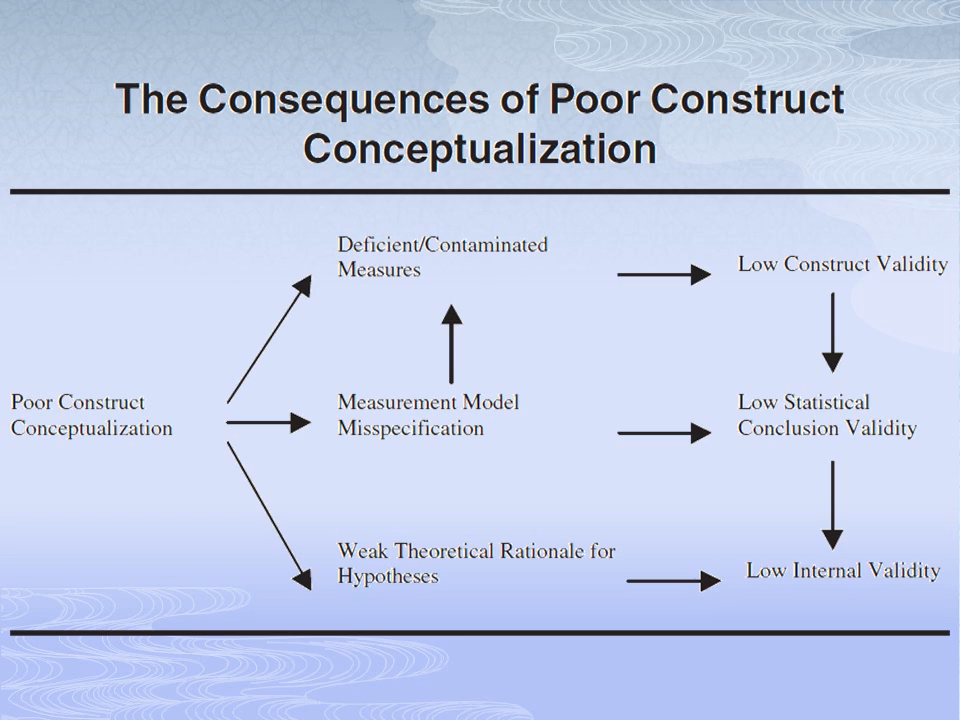 The Consequences of Poor Construct
Conceptualization
Deficient/Contaminated
Measures
Low Construct Validity
Poor Construct
Conceptualization
Measurement Model
Misspecification
Low Statistical
Conclusion Validity
Weak Theoretical Rationale for
Hypotheses
Low Internal Validity